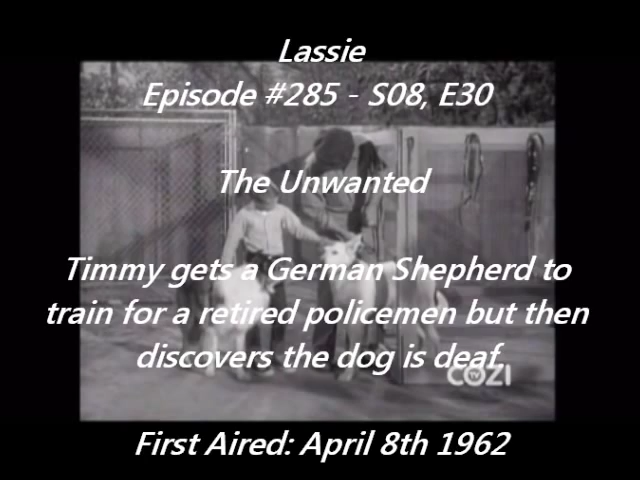 Lassie
Episode #285 - S08, E30
The Unwanted
Timmy gets a German Shepherd to
train for a retired policemen but then
discovers the dog is deaf.
COZI TV
First Aired: April 8th 1962